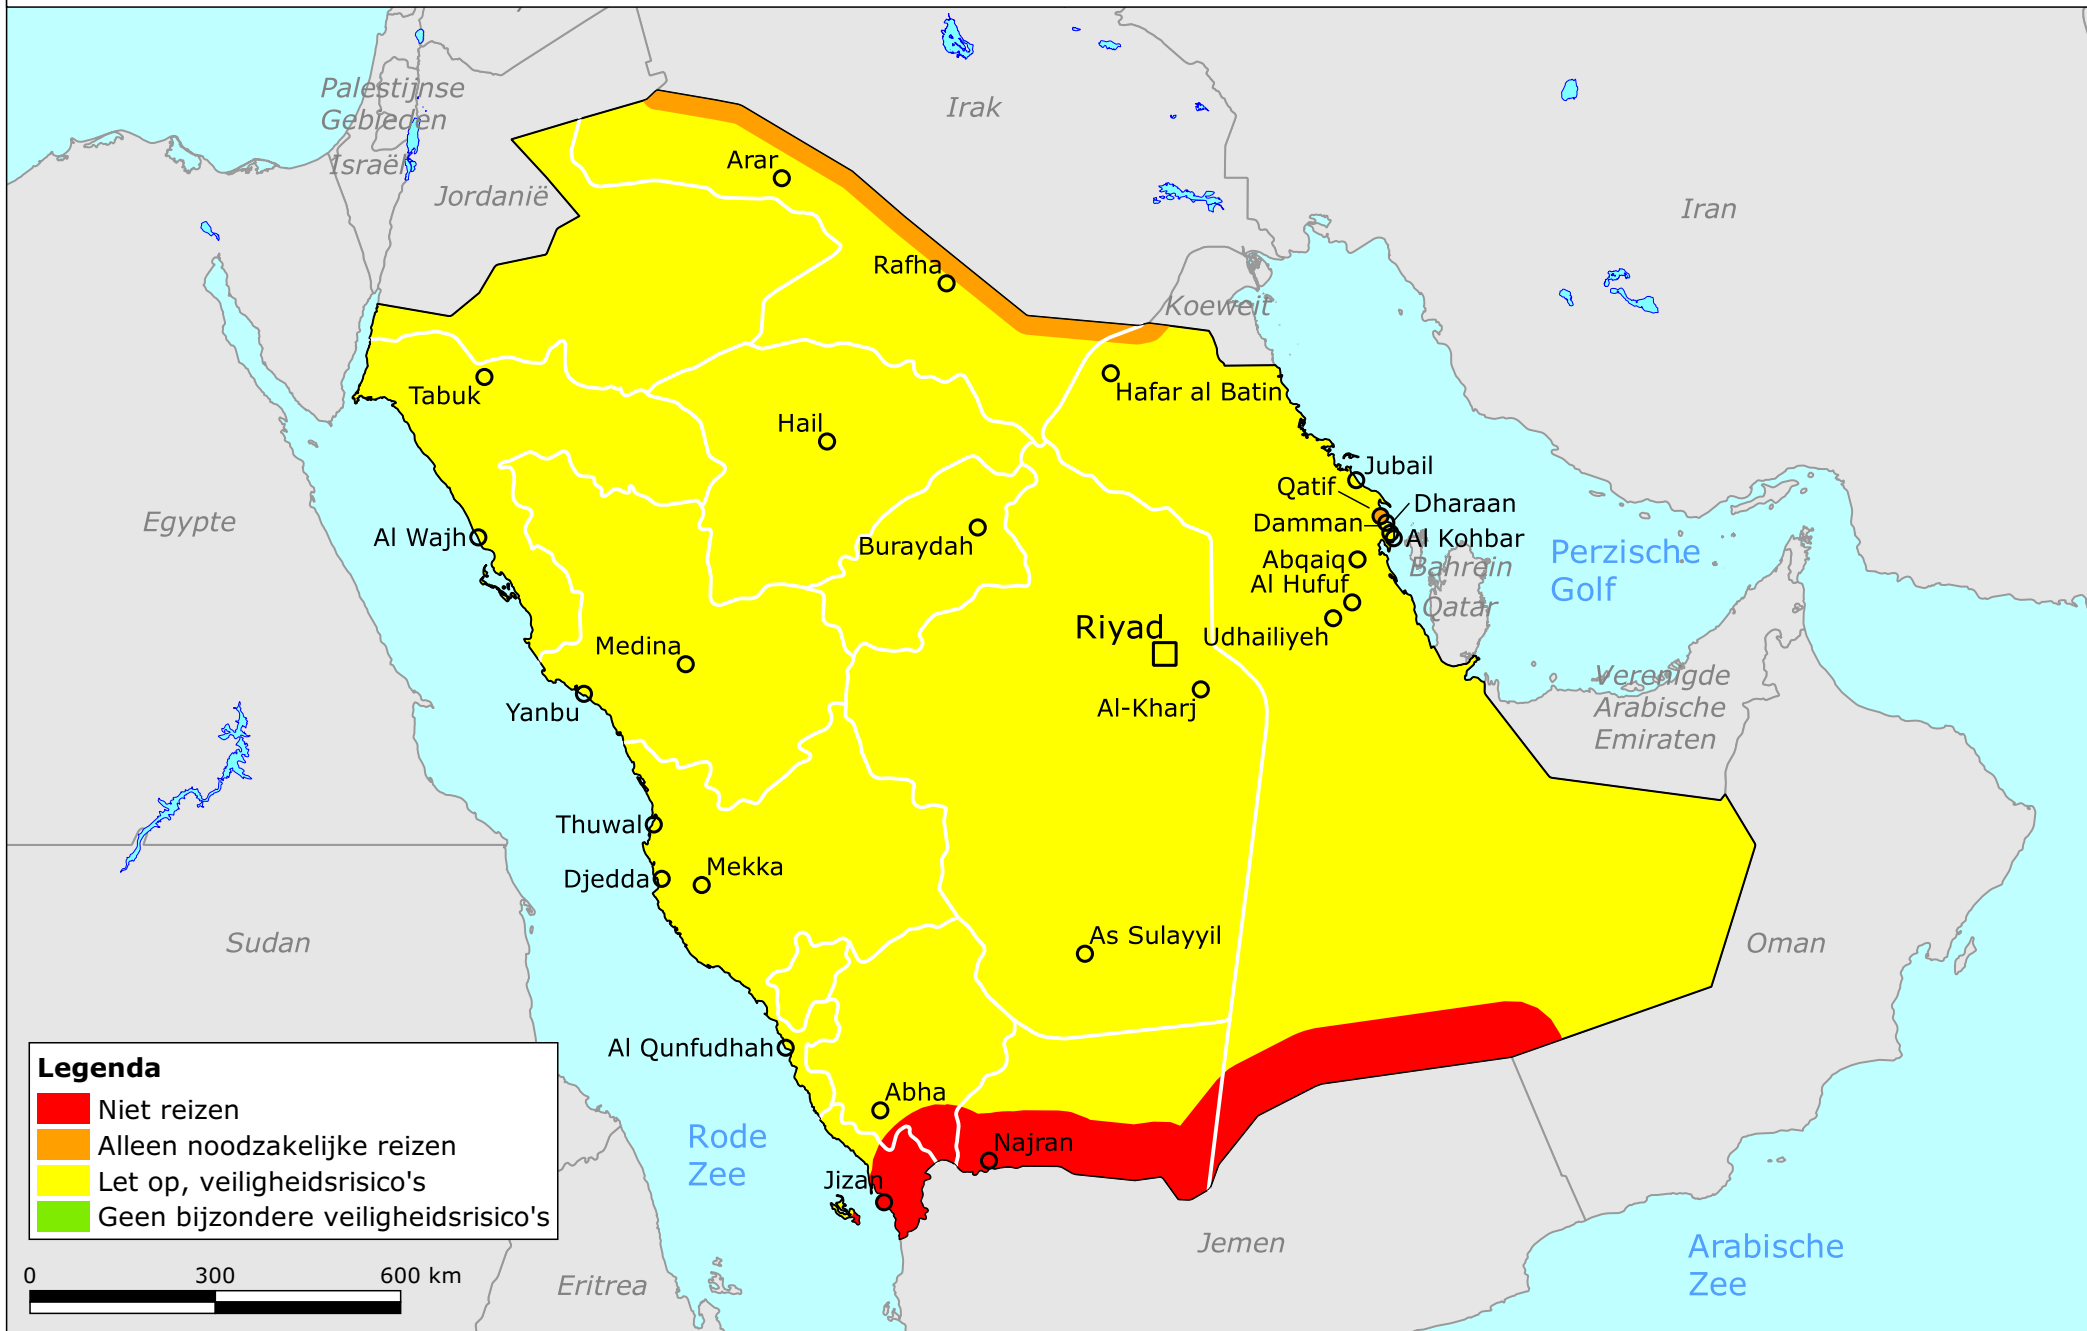 Palestijnse
Gebieden
Israël
Jordanië
Irak
Iran
Koeweit
Arar
Rafha
Tabuk
Hail
Hafar al Batin
Jubail
Qatif
Dharaan
Damman
Al Kohbar
Abqaiq
Bahrein
Al Hufuf
Qatar
Udhailiyeh
Perzische
Golf
Egypte
Al Wajh
Buraydah
Medina
Riyad
Yanbu
Al-Kharj
Verenigde
Arabische
Emiraten
Thuwal
Djedda
Mekka
Sudan
As Sulayyil
Oman
Al Qunfudhah
Abha
Najran
Jizan
Rode
Zee
Jemen
Eritrea
Arabische
Zee
Legenda
Niet reizen
Alleen noodzakelijke reizen
Let op, veiligheidsrisico's
Geen bijzondere veiligheidsrisico's
0 300 600 km